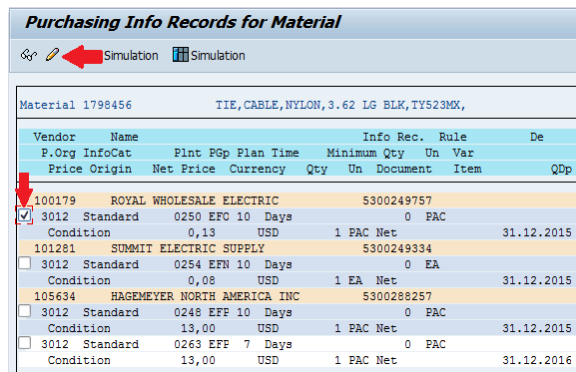 Purchasing Info Records for Material
Simulation Simulation
Material 1798456 TIE,CABLE,NYLON,3.62 LG BLK,TY523MX,
Vendor Name Info Rec. Rule De
P.Org InfoCat Plnt PGp Plan Time Minimum Qty Un Var
Price Origin Net Price Currency Qty Un Document Item QDp
100179 ROYAL WHOLESALE ELECTRIC 5300249757
3012 Standard 0250 EFO 10 Days 0 PAC
Condition 0,13 USD 1 PAC Net 31.12.2015
101281 SUMMIT ELECTRIC SUPPLY 5300249334
3012 Standard 0254 EFN 10 Days 0 EA
Condition 0,08 USD 1 EA Net 31.12.2015
105634 HAGEMEYER NORTH AMERICA INC 5300288257
3012 Standard 0248 EFP 10 Days 0 PAC
Condition 13,00 USD 1 PAC Net 31.12.2015
3012 Standard 0263 EFP 7 Days 0 PAC
Condition 13,00 USD 1 PAC Net 31.12.2016